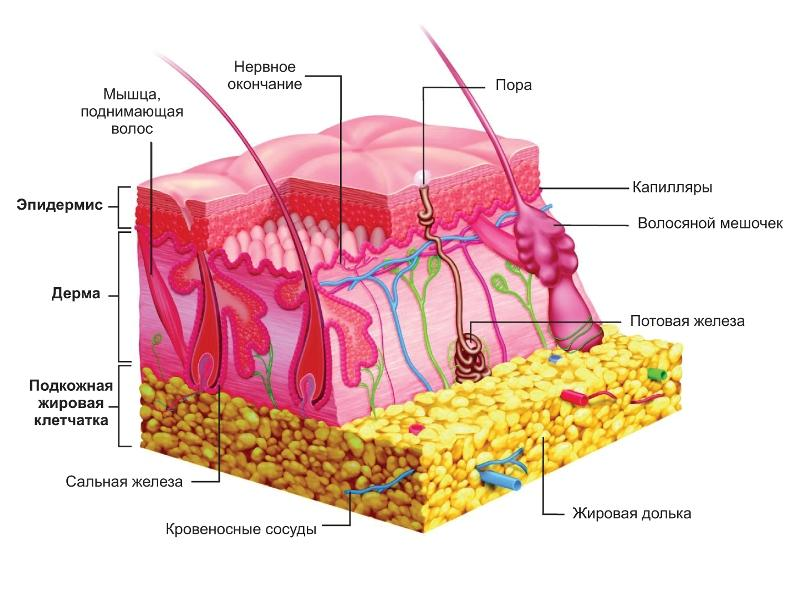 Нервное
окончание
Пора
Мышца,
поднимающая
волос
Капилляры
Эпидермис
Волосяной мешочек
Дерма
Потовая железа
Подкожная
жировая
клетчатка
Сальная железа
Жировая долька
Кровеносные сосуды